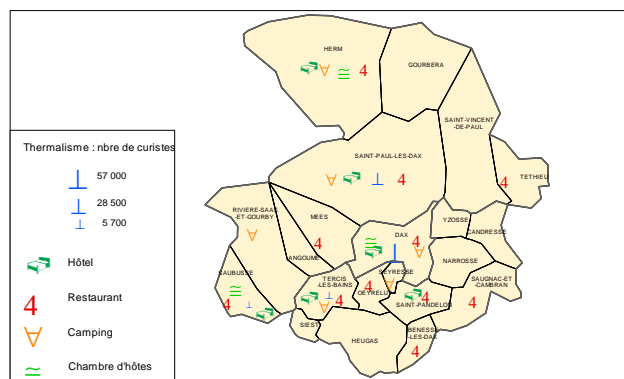 HERM
GOURBERA
SAINT-VINCENT
-DE-PAUL
SAINT-PAUL-LES-DAX
TETHIEU
RIVIERE-SAAS
-ET-GOURBY
MEES
DAX
YZOSSE
CANDRESSE
ANGOUME
SEYRESSE
NARROSSE
SAUBUSSE
TERCIS
-LES-BAINS
OEYRELUY
SAUGNAC-ET
-CAMBRAN
SAINT-PANDELON
SIEST
HEUGAS
BENESSE
-LES-DAX
Thermalisme : nbre de curistes
57 000
28 500
5 700
Hôtel
Restaurant
Camping
Chambre d'hôtes